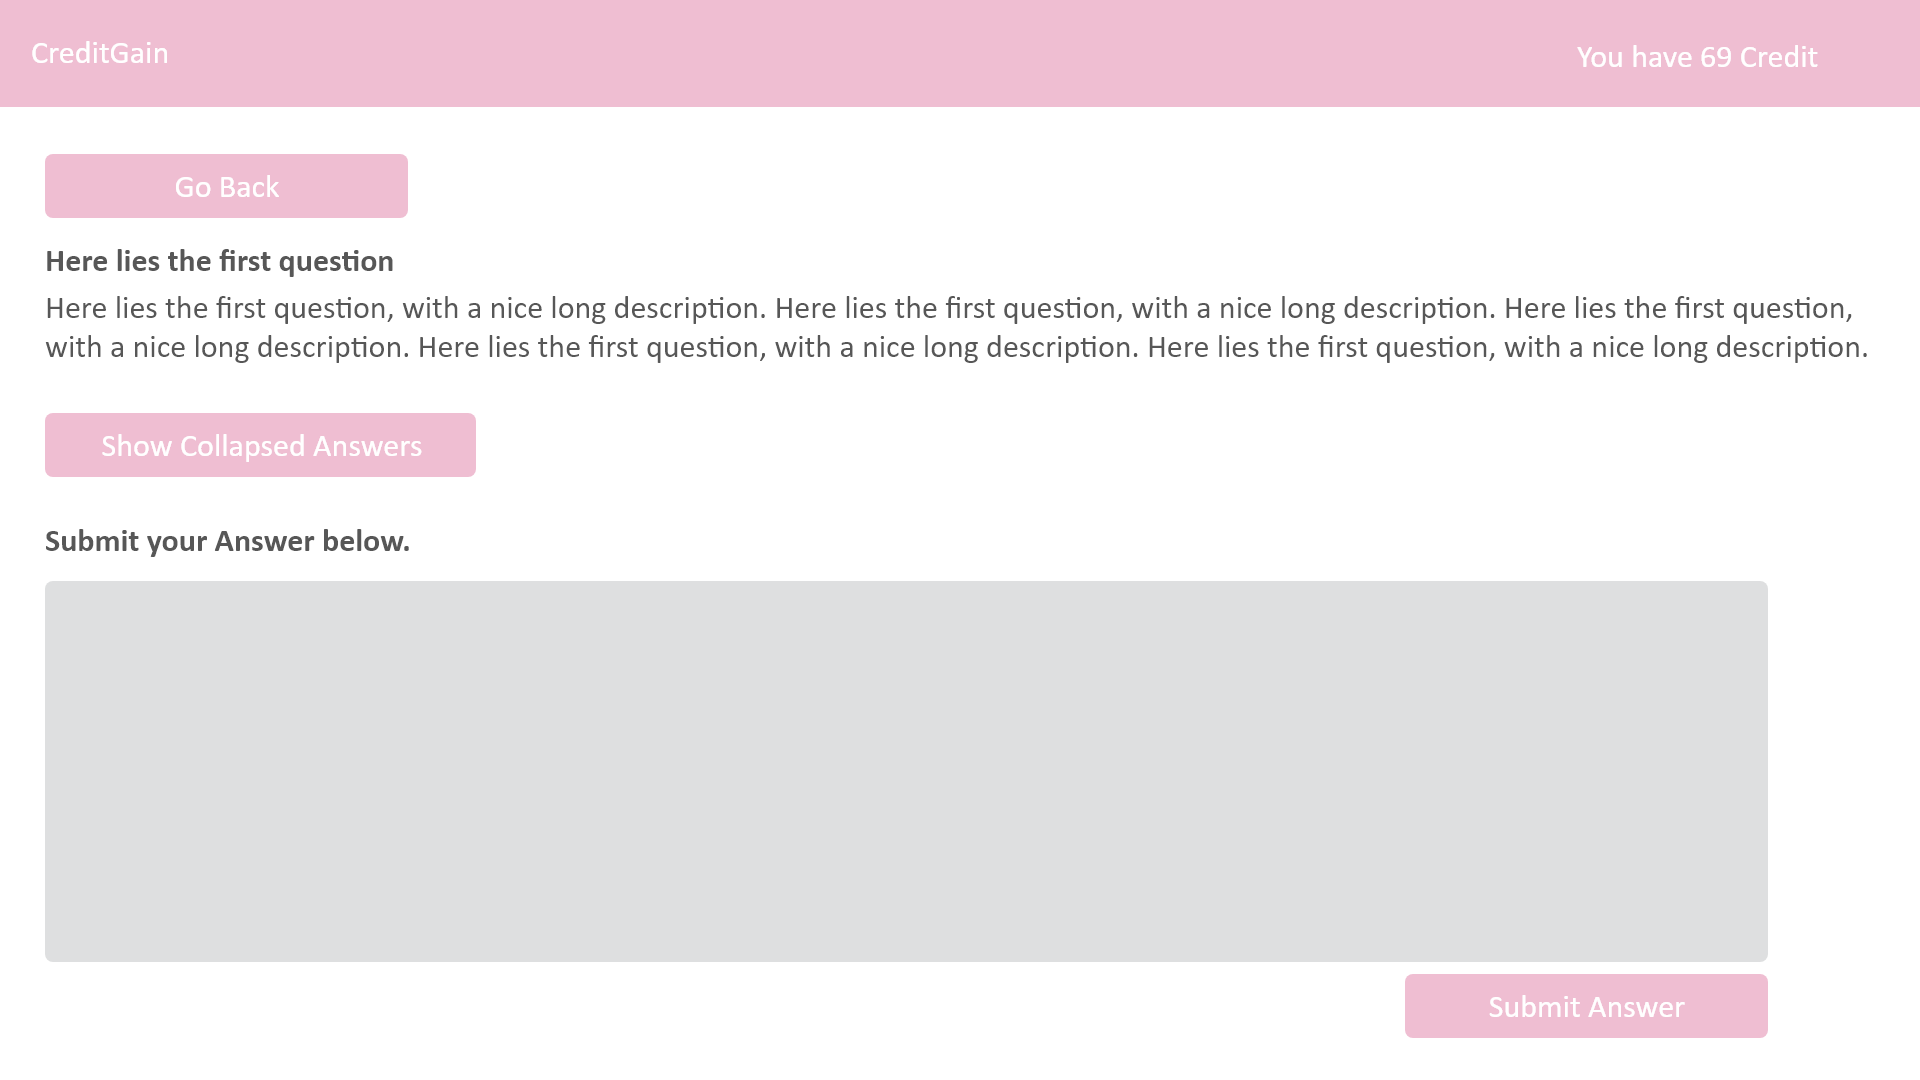 CreditGain
You have 69 Credit
Go Back
Here lies the first question
Here lies the first question, with a nice long description. Here lies the first question, with a nice long description. Here lies the first question,
with a nice long description. Here lies the first question, with a nice long description. Here lies the first question, with a nice long description.
Show Collapsed Answers
Submit your Answer below.
Submit Answer